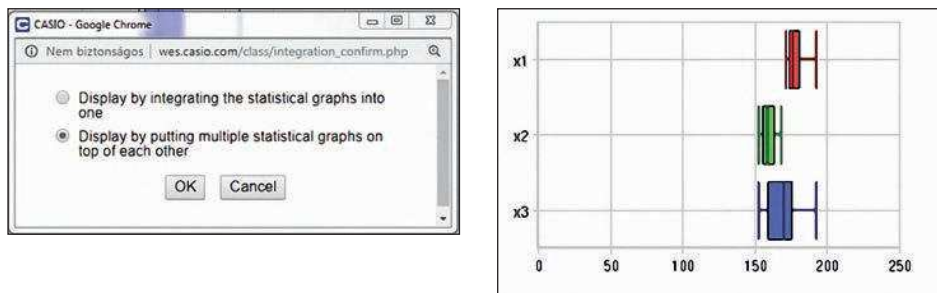 CASIO - Google Chrome
Nem biztonságos | wes.casio.com/class/integration_confirm.php
Display by integrating the statistical graphs into
one
Display by putting multiple statistical graphs on
top of each other
OK Cancel
x1
x2
x3
0 50 100 150 200 250